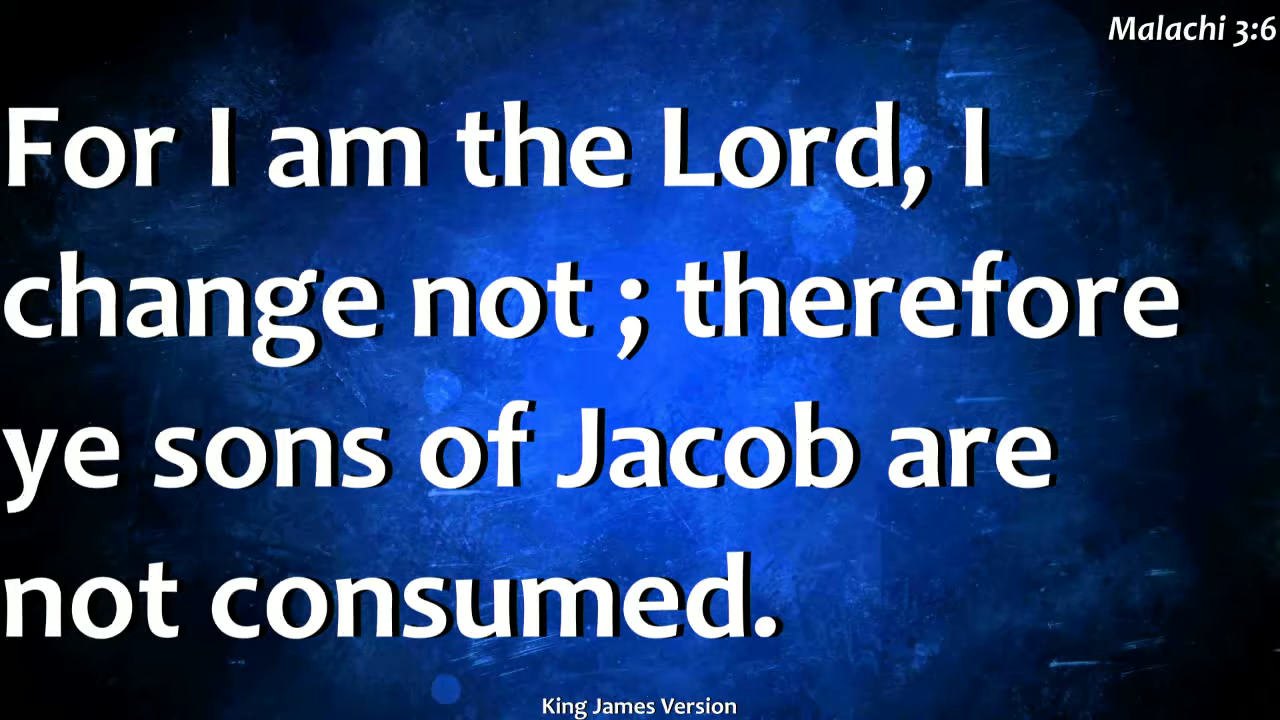 Malachi 3:6
For I am the Lord, I
change not ; therefore
ye sons of Jacob are
not consumed.
King James Version